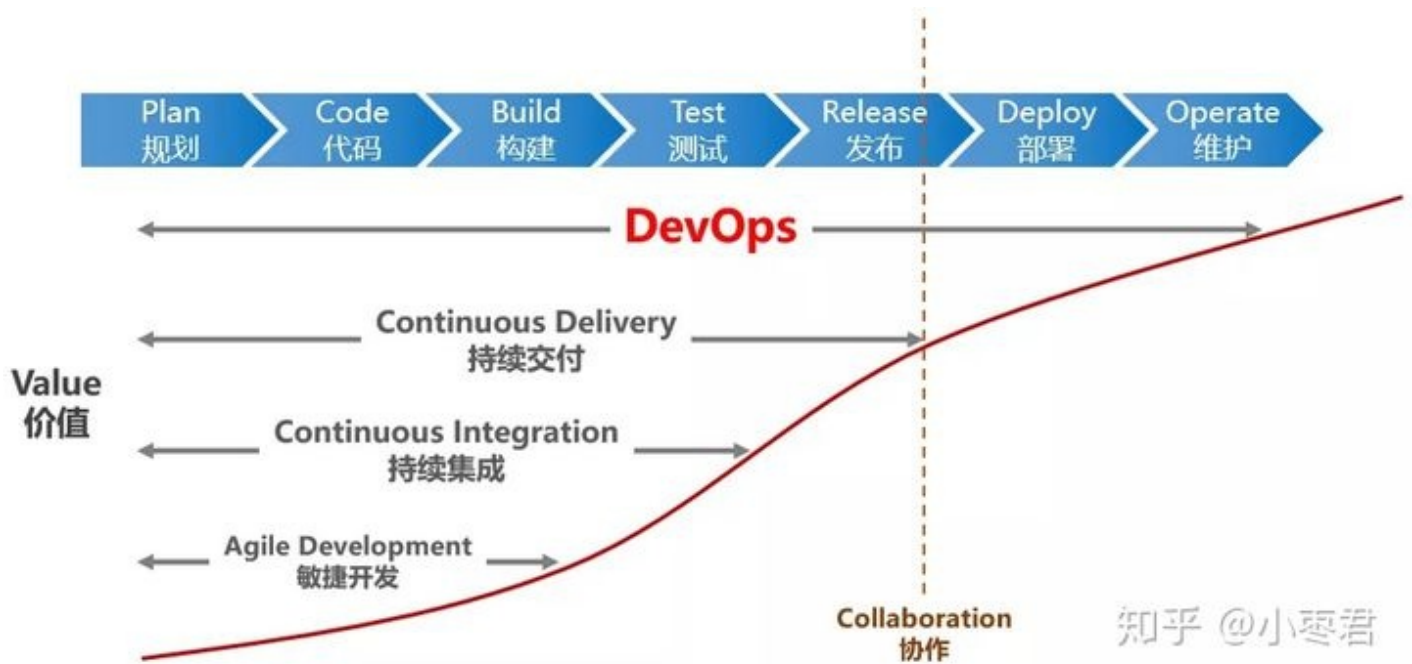 Plan
规划
Code
代码
Build
构建
Test
测试
Release
发布
Deploy
部署
Operate
维护
DevOps
Continuous Delivery
持续交付
Value
价值
Continuous Integration
持续集成
Agile Development
敏捷开发
Collaboration
协作
知乎 @小枣君